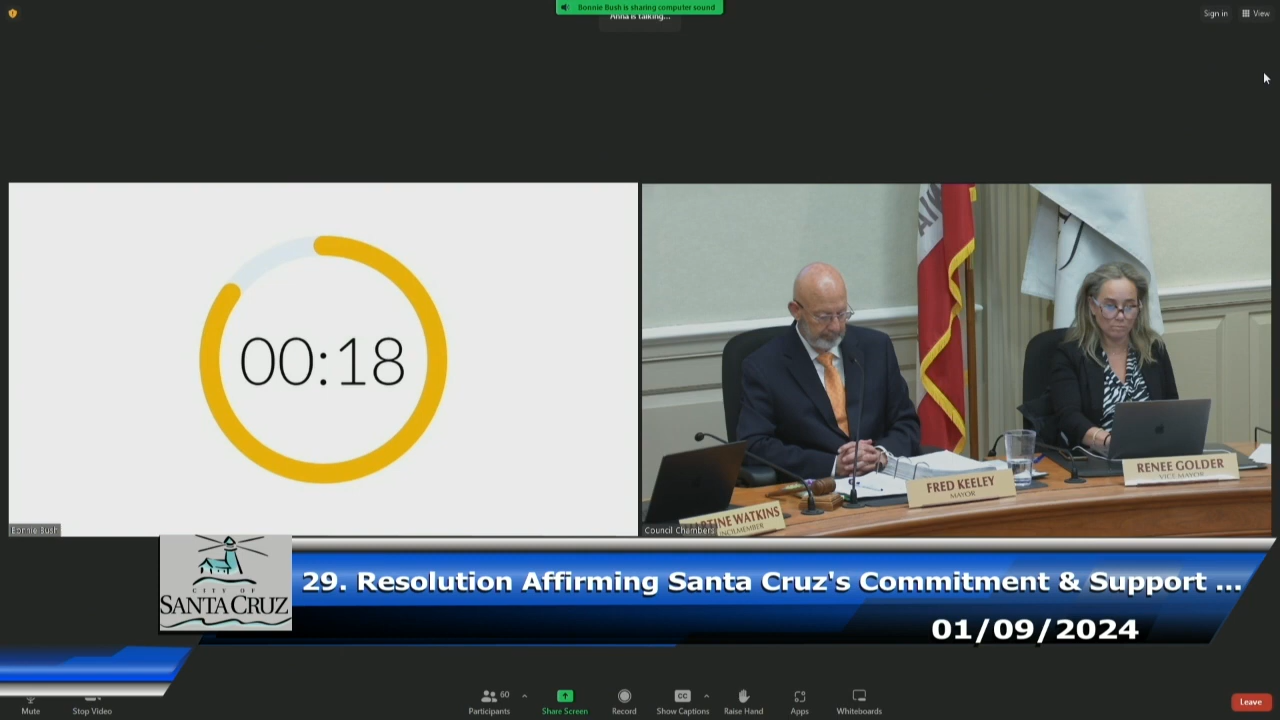 Bonnie Bush is sharing computer sound
Anna is talking...
Sign in
View
00:18
Bonnie Bush
FRED KEELEY
MAYOR
RENEE GOLDER
VICE MAYOR
WATKINS
Council Chambers
CITY OF
SANTA CRUZ
29. Resolution Affirming Santa Cruz's Commitment & Support ...
01/09/2024
Mute
Stop Video
Participants
60
Share Screen
CC
Record
Show Captions
Raise Hand
Apps
Whiteboards
Leave